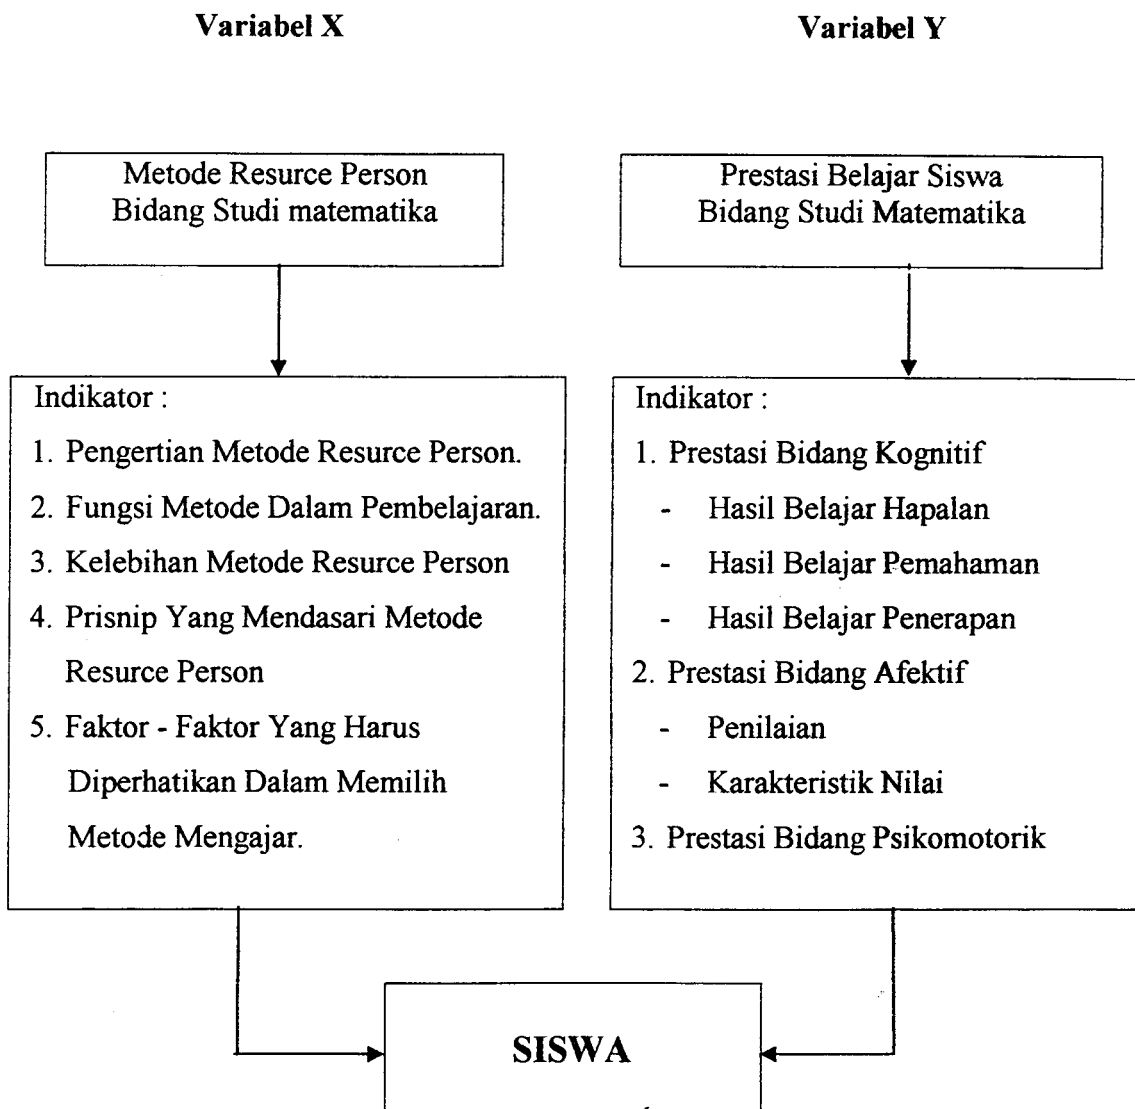 Variabel X
Variabel Y
Metode Resurce Person
Bidang Studi matematika
Prestasi Belajar Siswa
Bidang Studi Matematika
Indikator :
1. Pengertian Metode Resurce Person.
2. Fungsi Metode Dalam Pembelajaran.
3. Kelebihan Metode Resurce Person
4. Prisnip Yang Mendasari Metode
Resurce Person
5. Faktor - Faktor Yang Harus
Diperhatikan Dalam Memilih
Metode Mengajar.
Indikator :
1. Prestasi Bidang Kognitif
- Hasil Belajar Hapalan
- Hasil Belajar Pemahaman
- Hasil Belajar Penerapan
2. Prestasi Bidang Afektif
- Penilaian
- Karakteristik Nilai
3. Prestasi Bidang Psikomotorik
SISWA